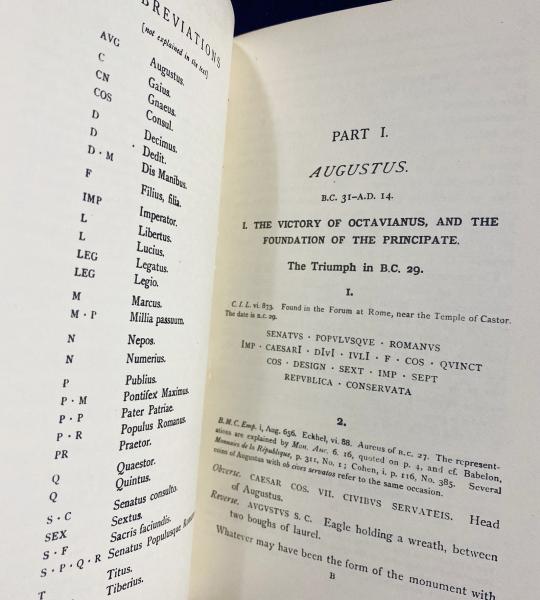 BREVIATIONS
[not explained in the text]
AVG Augustus.
C Gaius.
CN Gnaeus.
COS Consul.
D Decimus.
D Dedit.
D · M Dis Manibus.
F Filius, filia.
IMP Imperator.
L Libertus.
L Lucius.
LEG Legatus.
LEG Legio.
M Marcus.
M · P Millia passuum.
N Nepos.
N Numerius.
P Publius.
P · M Pontifex Maximus.
P · P Pater Patriae.
P · R Populus Romanus.
PR Praetor.
Q Quaestor.
Q Quintus.
S · C Senatus consulto.
SEX Sextus.
S · F Sacris faciundis.
S · P · Q · R Senatus Populusque Romanus
T Titus.
Tiberius.
PART I.
AUGUSTUS.
B.C. 31–A.D. 14.
I. THE VICTORY OF OCTAVIANUS, AND THE
FOUNDATION OF THE PRINCIPATE.
The Triumph in B.C. 29.
1.
C. I. L. vi. 873. Found in the Forum at Rome, near the Temple of Castor.
The date is B.C. 29.
SENATVS · POPVLVSQVE · ROMANVS
IMP · CAESARÍ · DÍVÍ · IVLÍ · F · COS · QVINCT
COS · DESIGN · SEXT · IMP · SEPT
REPVBLICA · CONSERVATA
2.
B.M.C. Emp. i, Aug. 656. Eckhel, vi. 88. Aureus of B.C. 27. The represent-
ations are explained by Mon. Anc. 6. 16, quoted on p. 4, and cf. Babelon,
Monnaies de la République, p. 311, No. 1; Cohen, i. p. 116, No. 385. Several
coins of Augustus with ob cives servatos refer to the same occasion.
Obverse. CAESAR COS. VII. CIVIBVS SERVATEIS. Head
of Augustus.
Reverse. AVGVSTVS S. C. Eagle holding a wreath, between
two boughs of laurel.
Whatever may have been the form of the monument with
B